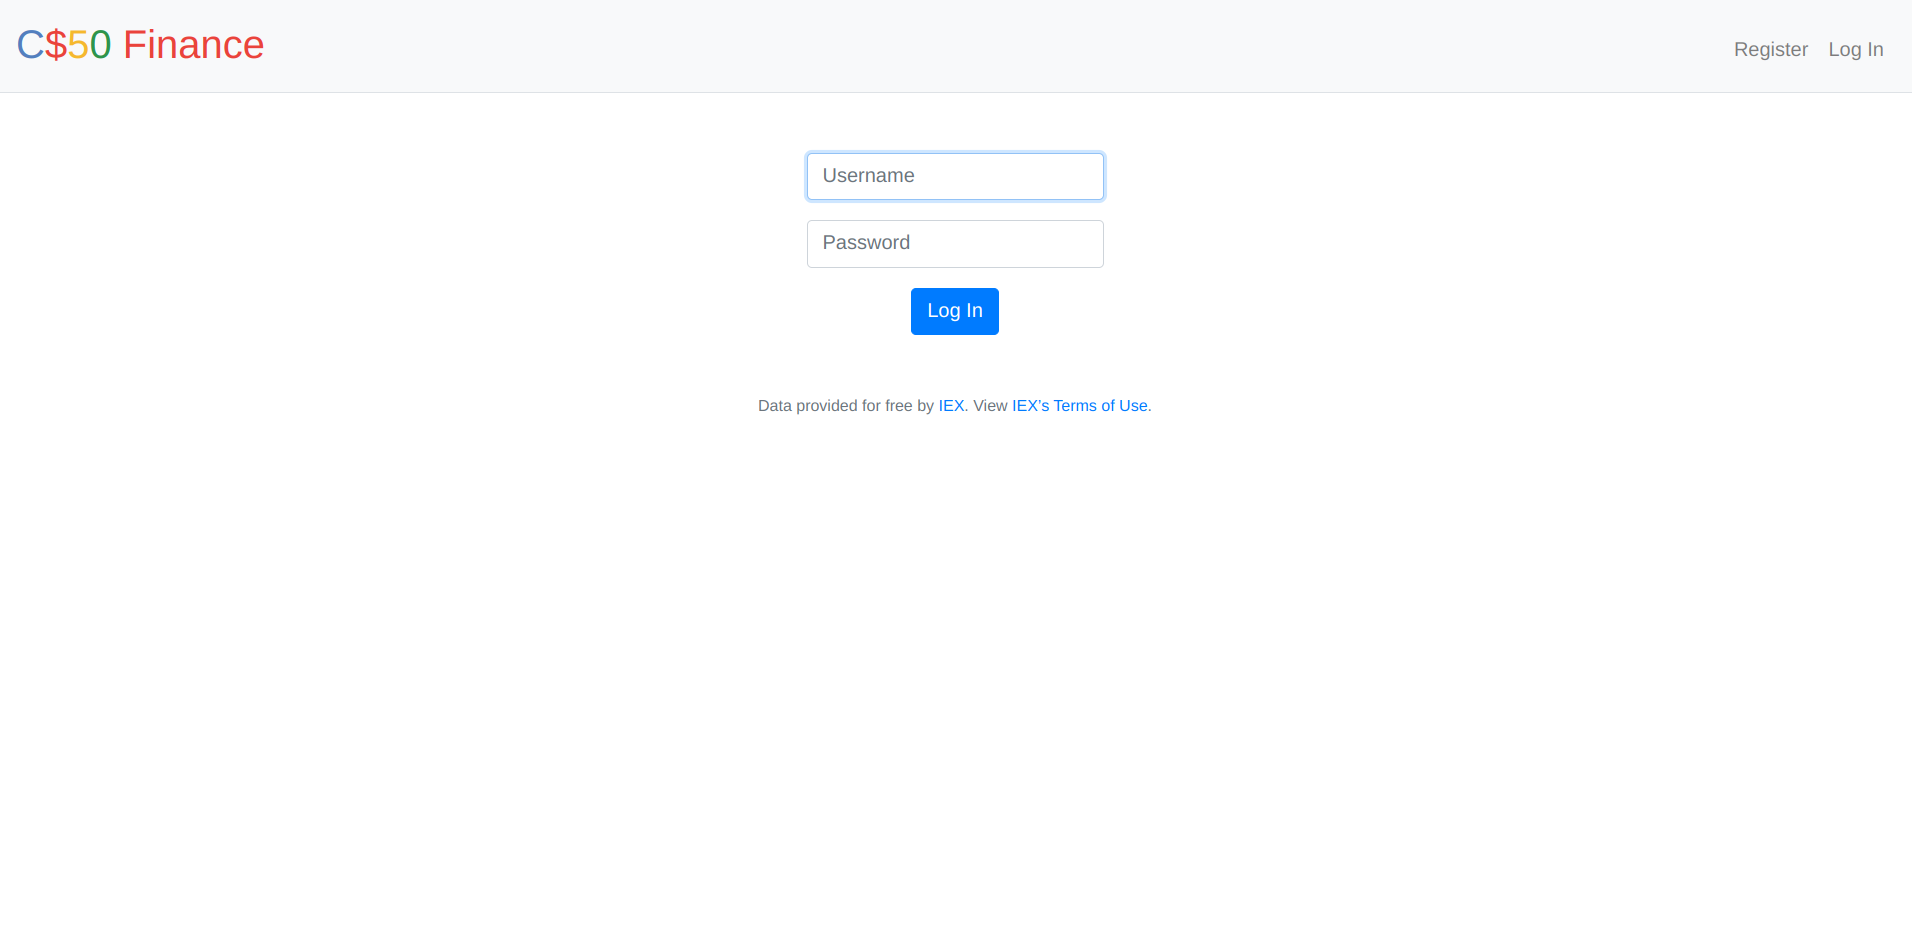 C$50 Finance
Register Log In
Username
Password
Log In
Data provided for free by IEX. View IEX’s Terms of Use.